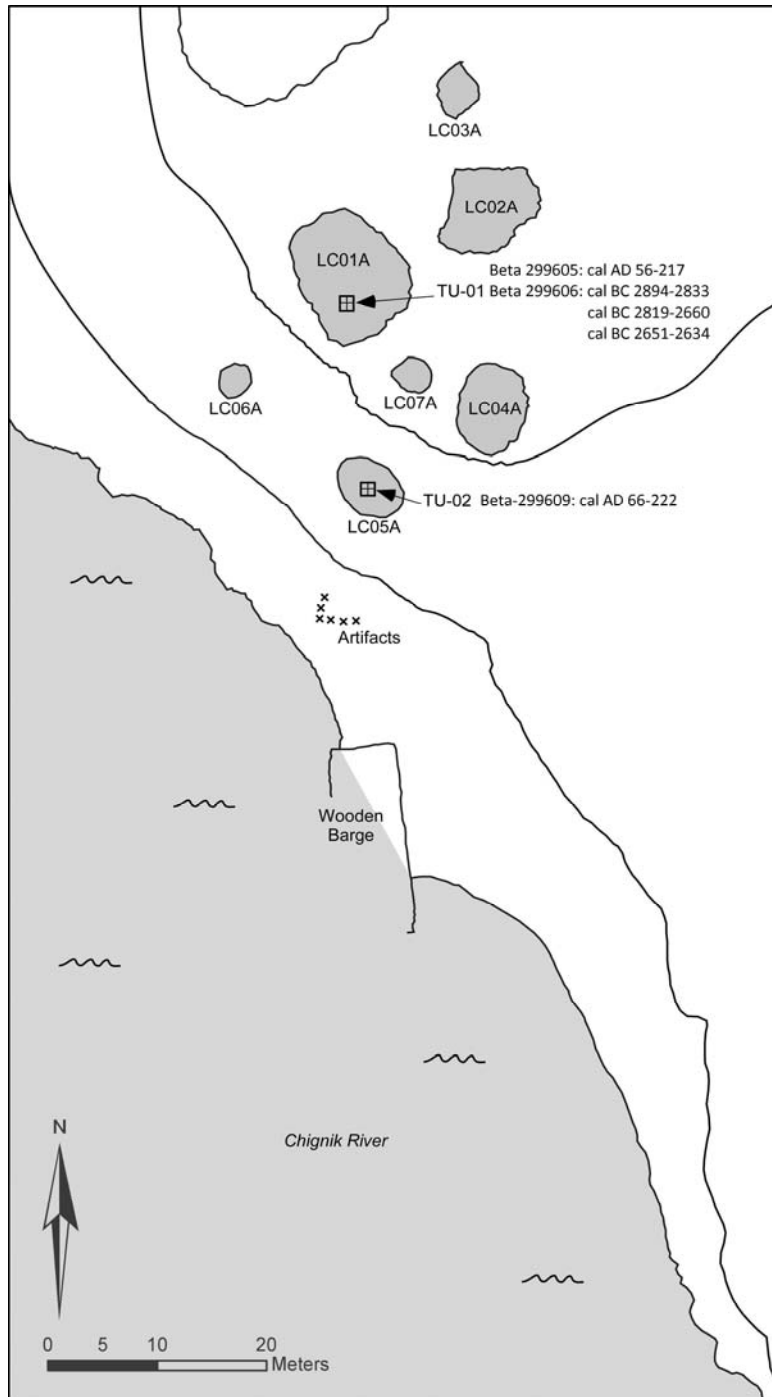 LC03A
LC02A
LC01A
Beta 299605: cal AD 56-217
TU-01 Beta 299606: cal BC 2894-2833
cal BC 2819-2660
cal BC 2651-2634
LC06A
LC07A
LC04A
TU-02 Beta-299609: cal AD 66-222
LC05A
Artifacts
Wooden
Barge
Chignik River
N
0 5 10 20
Meters